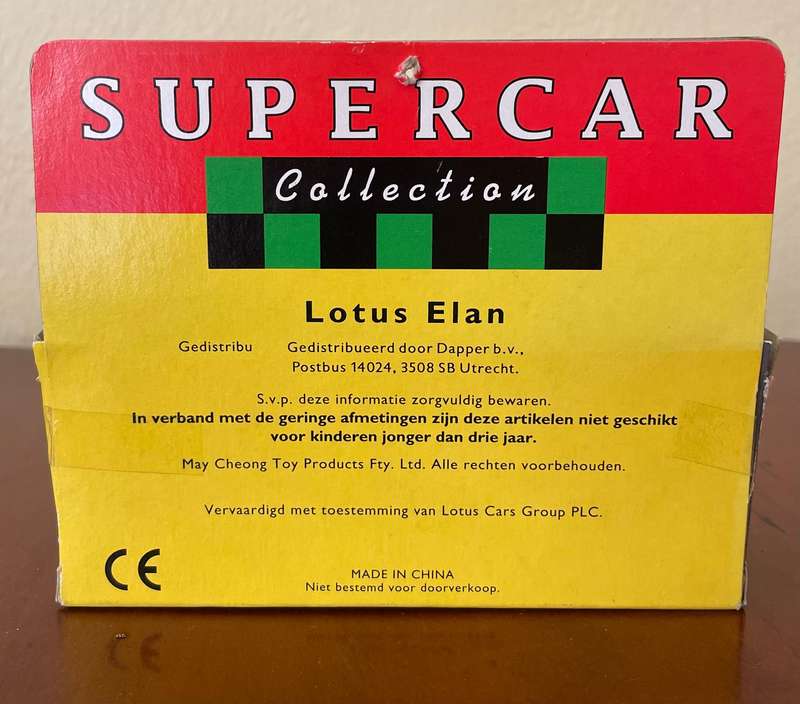 SUPERCAR
Collection
Lotus Elan
Gedistribu Gedistribueerd door Dapper b.v.,
Postbus 14024, 3508 SB Utrecht.
S.v.p. deze informatie zorgvuldig bewaren.
In verband met de geringe afmetingen zijn deze artikelen niet geschikt
voor kinderen jonger dan drie jaar.
May Cheong Toy Products Fty. Ltd. Alle rechten voorbehouden.
Vervaardigd met toestemming van Lotus Cars Group PLC.
CE
MADE IN CHINA
Niet bestemd voor doorverkoop.